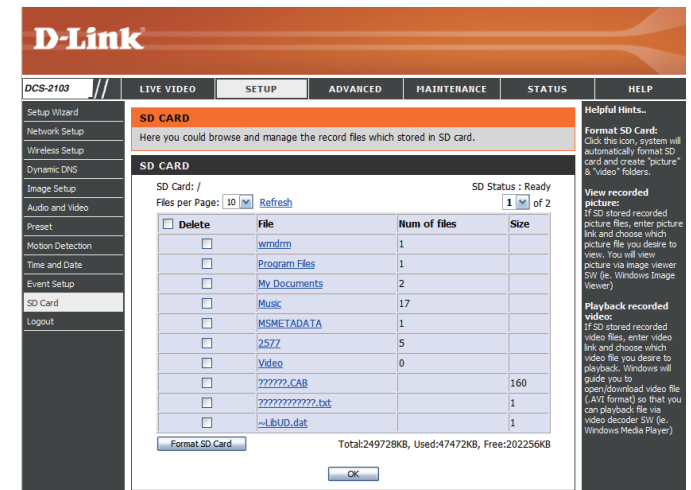 D-Link
DCS-2103 // LIVE VIDEO SETUP ADVANCED MAINTENANCE STATUS HELP
Setup Wizard
Network Setup
Wireless Setup
Dynamic DNS
Image Setup
Audio and Video
Preset
Motion Detection
Time and Date
Event Setup
SD Card
Logout
SD CARD
Here you could browse and manage the record files which stored in SD card.
SD CARD
SD Card: / SD Status : Ready
Files per Page: 10 Refresh 1 of 2
Delete File Num of files Size
wmdrm 1
Program Files 1
My Documents 2
Music 17
MSMETADATA 1
2577 5
Video 0
??????.CAB 160
????????????.txt 1
~LibUD.dat 1
Format SD Card Total:249728KB, Used:47472KB, Free:202256KB
OK
Helpful Hints..
Format SD Card:
Click this icon, system will
automatically format SD
card and create "picture"
& "video" folders.
View recorded
picture:
If SD stored recorded
picture files, enter picture
link and choose which
picture file you desire to
view. You will view
picture via image viewer
SW (ie. Windows Image
Viewer)
Playback recorded
video:
If SD stored recorded
video files, enter video
link and choose which
video file you desire to
playback. Windows will
guide you to
open/download video file
(.AVI format) so that you
can playback file via
video decoder SW (ie.
Windows Media Player)